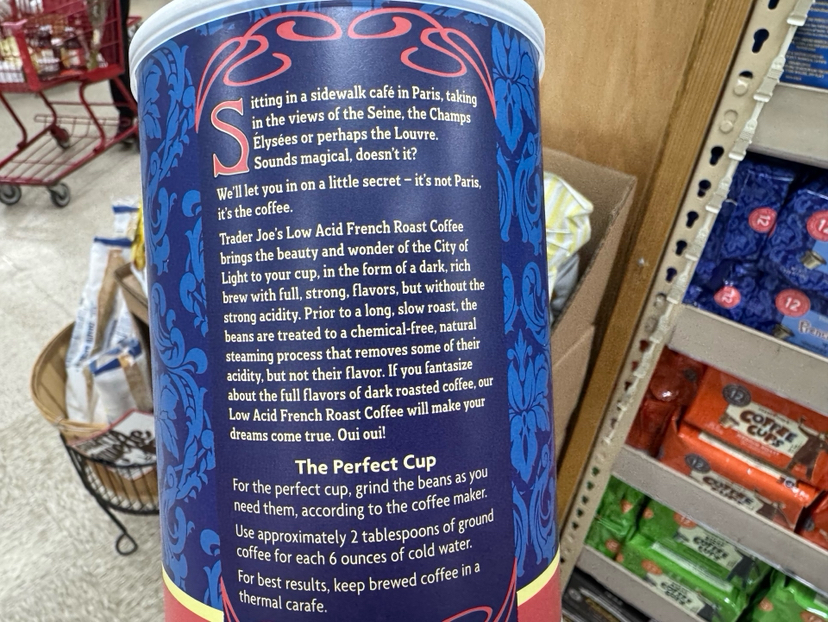 Sitting in a sidewalk café in Paris, taking
in the views of the Seine, the Champs
Élysées or perhaps the Louvre.
Sounds magical, doesn't it?
We'll let you in on a little secret – it's not Paris,
it's the coffee.
Trader Joe's Low Acid French Roast Coffee
brings the beauty and wonder of the City of
Light to your cup, in the form of a dark, rich
brew with full, strong, flavors, but without the
strong acidity. Prior to a long, slow roast, the
beans are treated to a chemical-free, natural
steaming process that removes some of their
acidity, but not their flavor. If you fantasize
about the full flavors of dark roasted coffee, our
Low Acid French Roast Coffee will make your
dreams come true. Oui oui!
The Perfect Cup
For the perfect cup, grind the beans as you
need them, according to the coffee maker.
Use approximately 2 tablespoons of ground
coffee for each 6 ounces of cold water.
For best results, keep brewed coffee in a
thermal carafe.
12
12
12
12
12
COFFEE
CUPS
12
COFFEE
CUPS